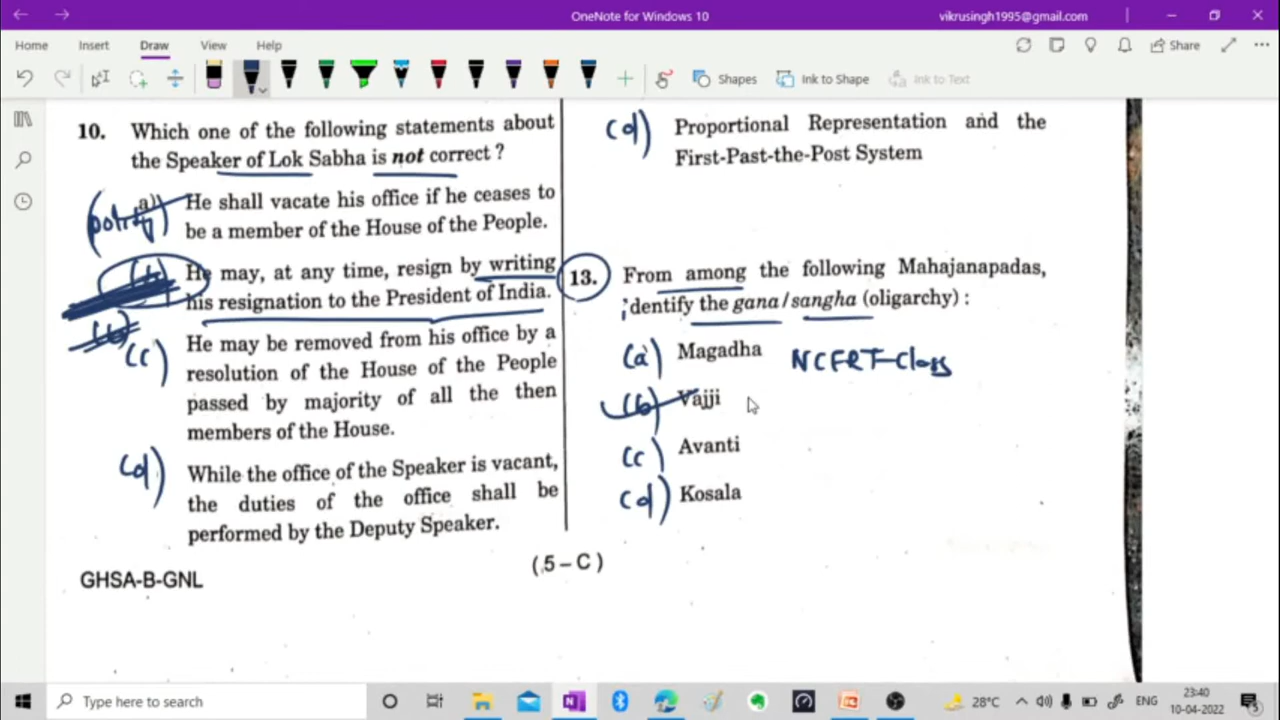 OneNote for Windows 10
vikrusingh1995@gmail.com
Home Insert Draw View Help
Share
Shapes Ink to Shape Ink to Text
10. Which one of the following statements about
the Speaker of Lok Sabha is not correct ?
(a) He shall vacate his office if he ceases to
be a member of the House of the People.
polity
(b) He may, at any time, resign by writing
his resignation to the President of India.
(c) He may be removed from his office by a
resolution of the House of the People
passed by majority of all the then
members of the House.
(d) While the office of the Speaker is vacant,
the duties of the office shall be
performed by the Deputy Speaker.
GHSA-B-GNL
(5 – C)
(d) Proportional Representation and the
First-Past-the-Post System
13. From among the following Mahajanapadas,
identify the gana/sangha (oligarchy) :
(a) Magadha NCERT-Class
(b) Vajji
(c) Avanti
(d) Kosala
Type here to search
28°C
ENG
23:40
10-04-2022